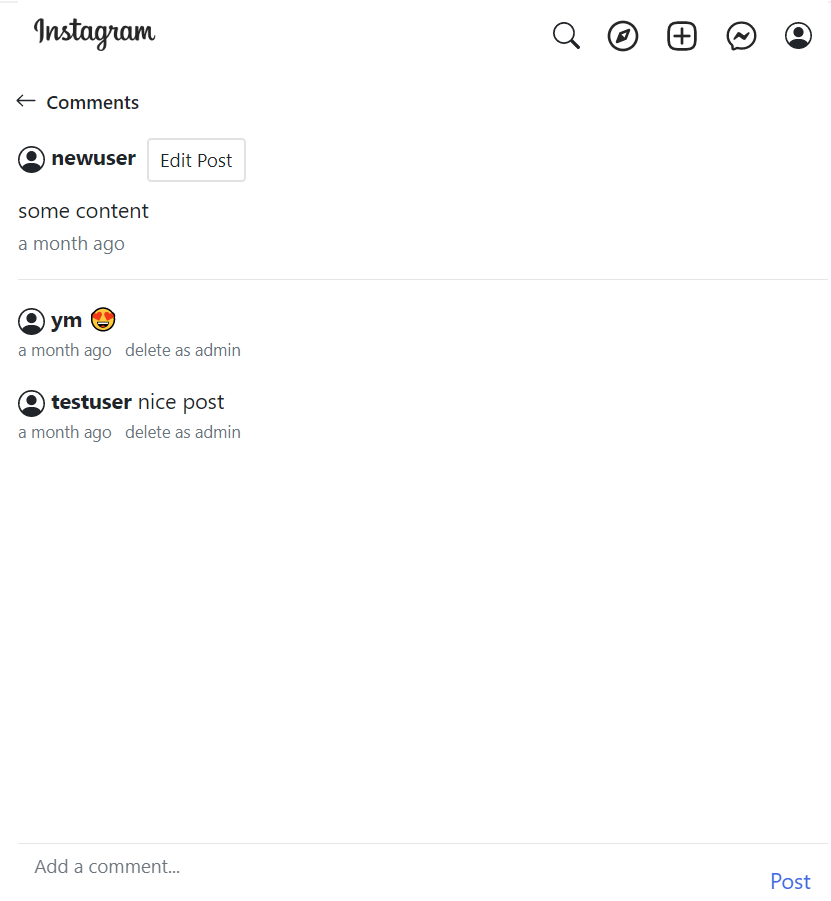 Instagram
Comments
newuser Edit Post
some content
a month ago
ym 😍
a month ago delete as admin
testuser nice post
a month ago delete as admin
Add a comment...
Post